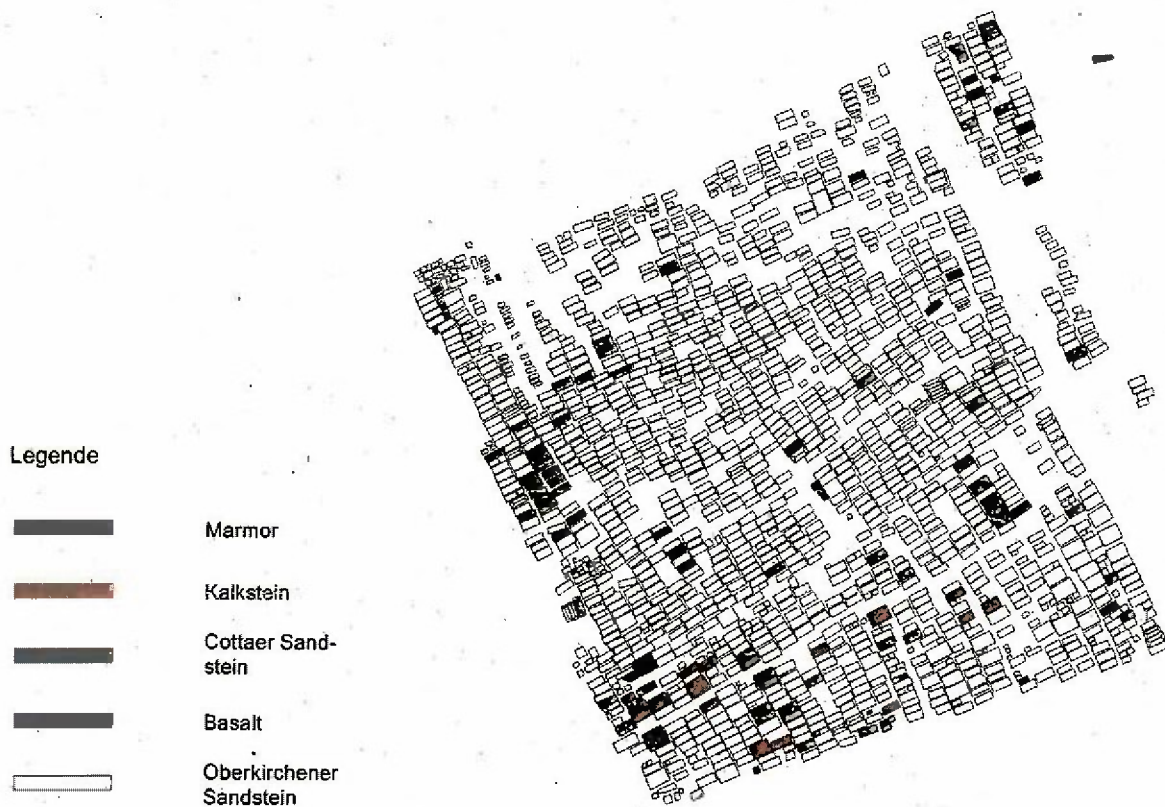 Legende
Marmor
Kalkstein
Cottaer Sand-
stein
Basalt
Oberkirchener
Sandstein